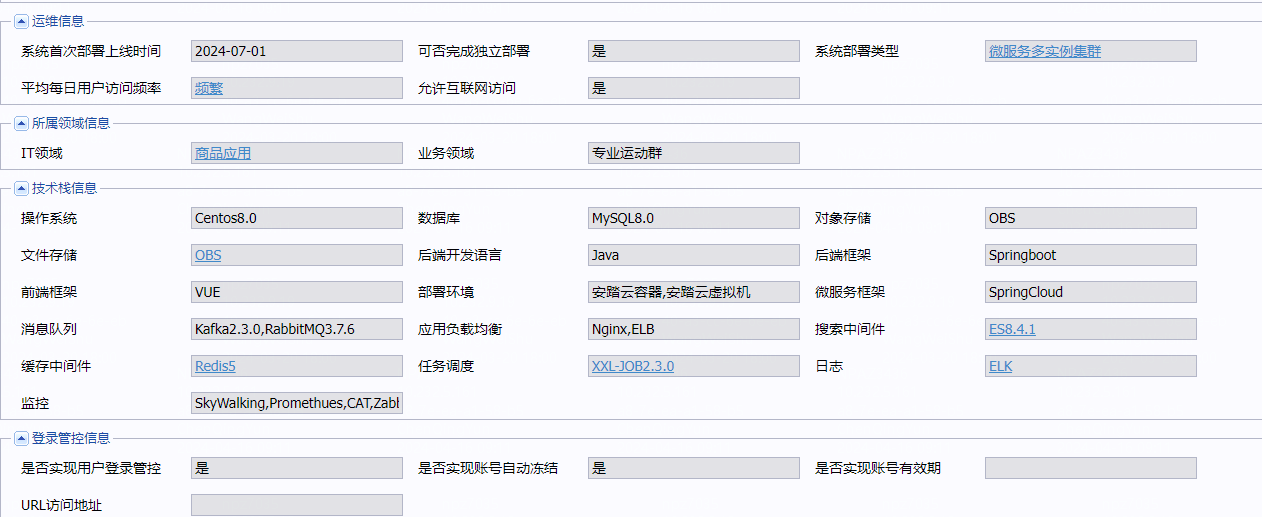 运维信息
系统首次部署上线时间 2024-07-01 可否完成独立部署 是 系统部署类型 微服务多实例集群
平均每日用户访问频率 频繁 允许互联网访问 是
所属领域信息
IT领域 商品应用 业务领域 专业运动群
技术栈信息
操作系统 Centos8.0 数据库 MySQL8.0 对象存储 OBS
文件存储 OBS 后端开发语言 Java 后端框架 Springboot
前端框架 VUE 部署环境 安踏云容器,安踏云虚拟机 微服务框架 SpringCloud
消息队列 Kafka2.3.0,RabbitMQ3.7.6 应用负载均衡 Nginx,ELB 搜索中间件 ES8.4.1
缓存中间件 Redis5 任务调度 XXL-JOB2.3.0 日志 ELK
监控 SkyWalking,Promethues,CAT,Zabb
登录管控信息
是否实现用户登录管控 是 是否实现账号自动冻结 是 是否实现账号有效期
URL访问地址